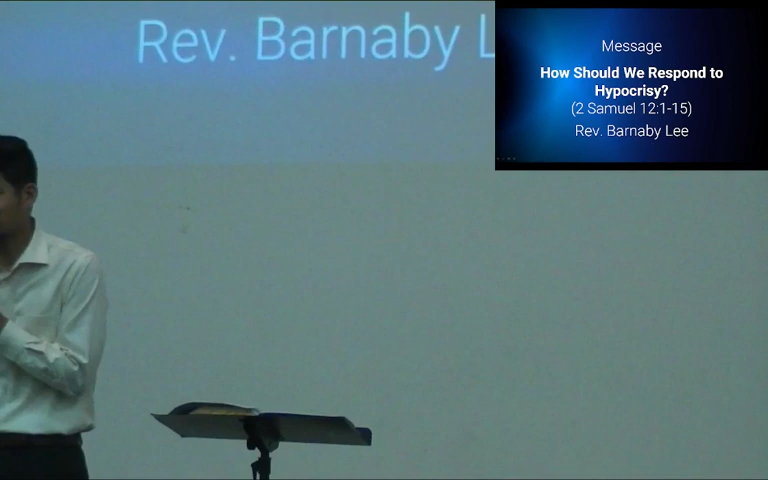 Rev. Barnaby L
Message
How Should We Respond to
Hypocrisy?
(2 Samuel 12:1-15)
Rev. Barnaby Lee